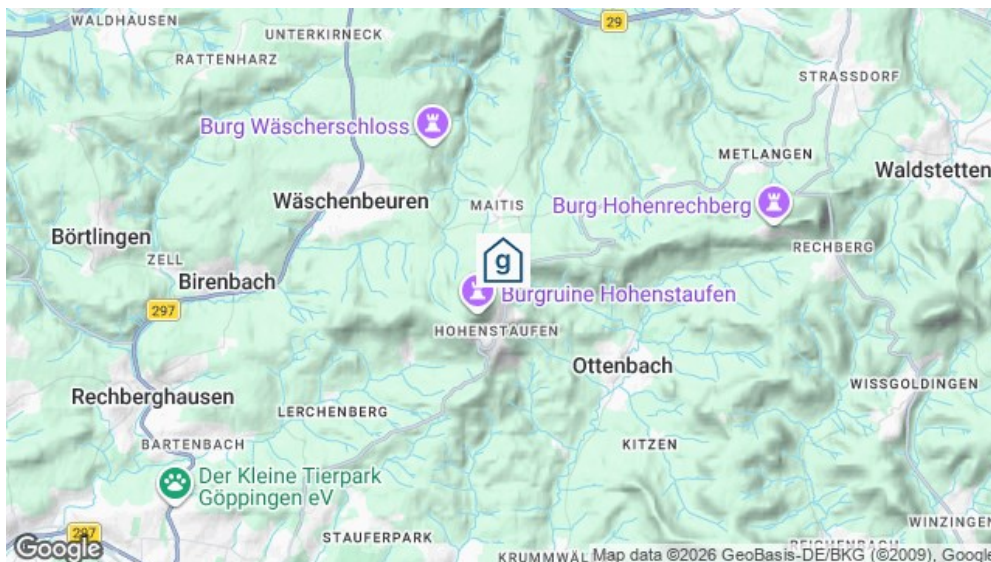 WALDHAUSEN
29
UNTERKIRNECK
RATTENHARZ
STRASSDORF
Burg Wäscherschloss
METLANGEN
Waldstetten
Wäschenbeuren
MAITIS
Burg Hohenrechberg
Börtlingen
RECHBERG
ZELL
g
Birenbach
Burgruine Hohenstaufen
297
HOHENSTAUFEN
Ottenbach
WISSGOLDINGEN
Rechberghausen
LERCHENBERG
BARTENBACH
KITZEN
Der Kleine Tierpark
Göppingen eV
WINZINGEN
297
STAUFERPARK
REICHENBACH
Google
KRUMMWÄL
Map data ©2026 GeoBasis-DE/BKG (©2009), Google